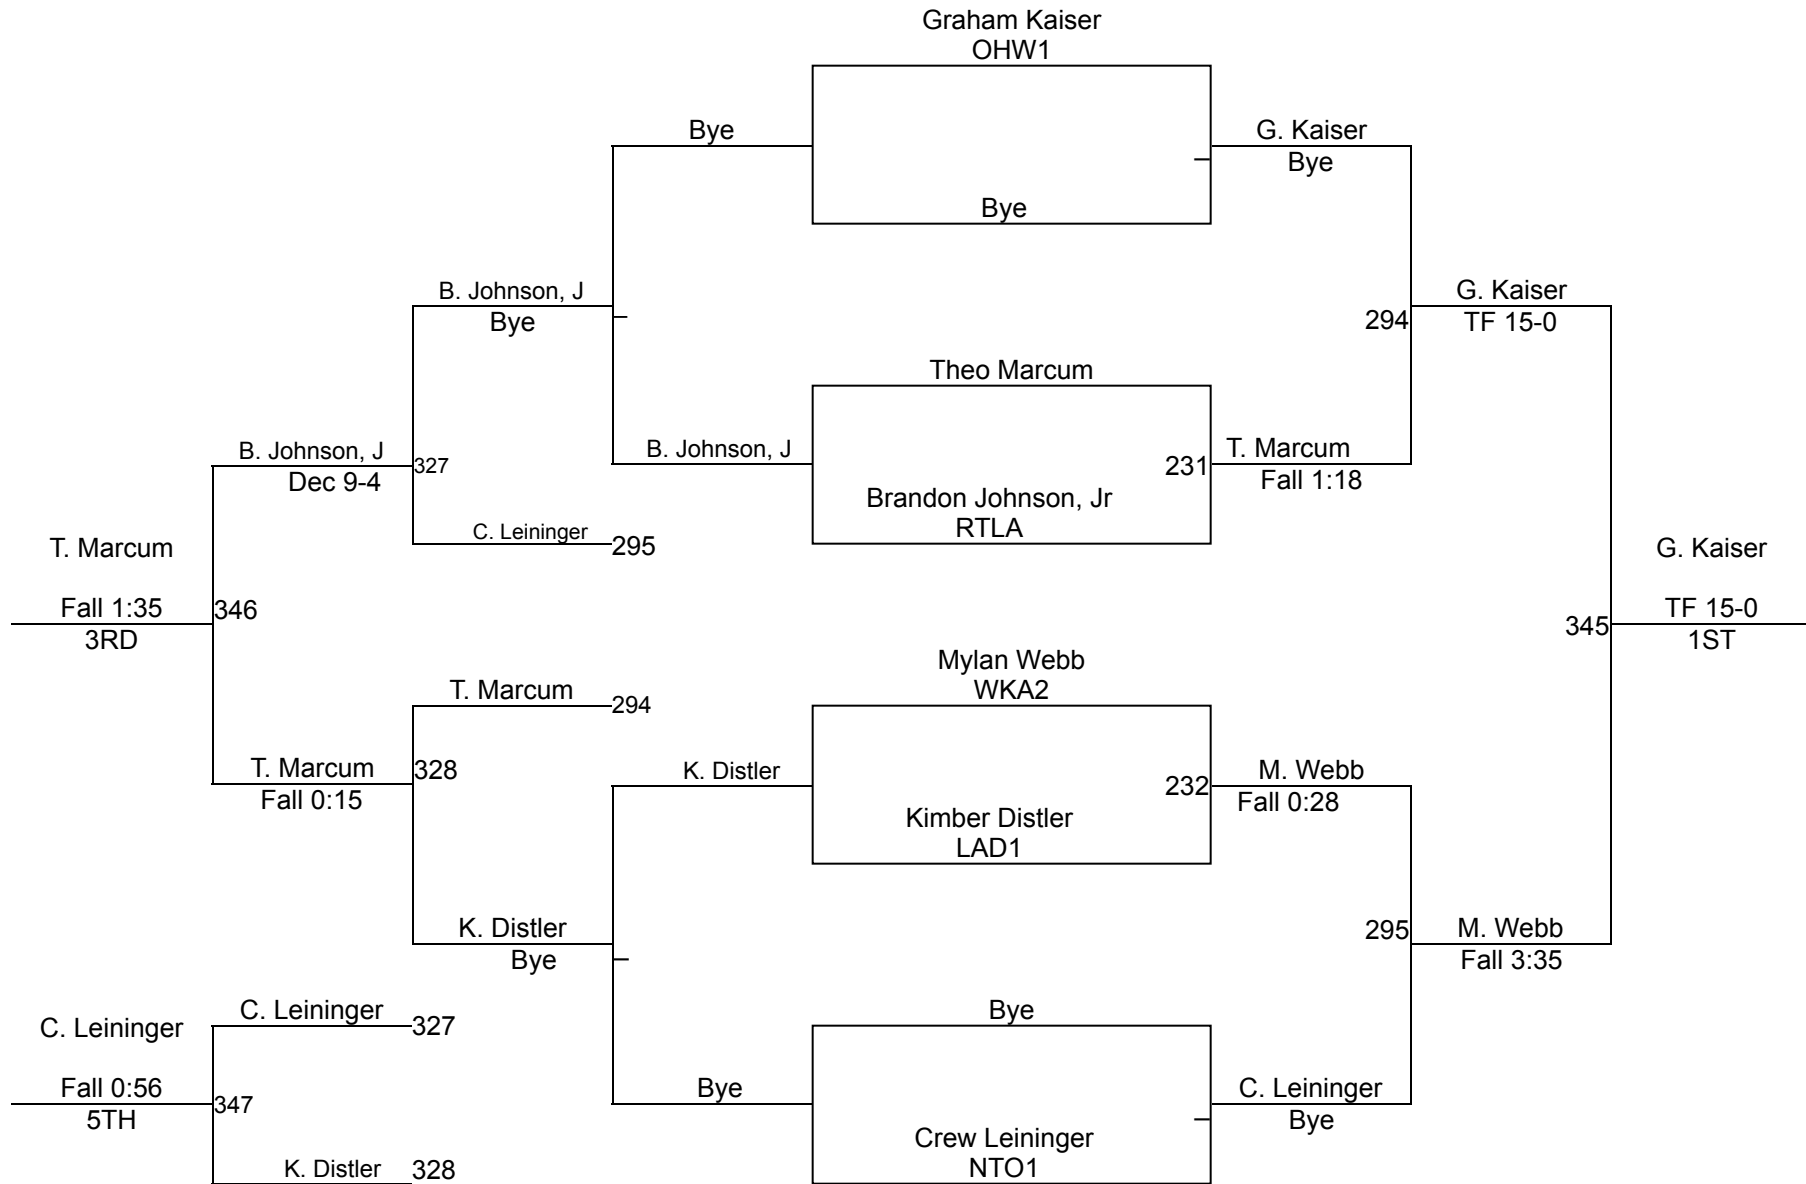 Graham Kaiser
OHW1
Bye
G. Kaiser
Bye
Bye
B. Johnson, J
Bye
G. Kaiser
TF 15-0
294
Theo Marcum
B. Johnson, J
Dec 9-4
327
B. Johnson, J
231
T. Marcum
Fall 1:18
Brandon Johnson, Jr
RTLA
C. Leininger
295
T. Marcum
Fall 1:35
3RD
346
G. Kaiser
TF 15-0
1ST
345
Mylan Webb
WKA2
T. Marcum
294
T. Marcum
Fall 0:15
328
K. Distler
232
M. Webb
Fall 0:28
Kimber Distler
LAD1
K. Distler
Bye
295
M. Webb
Fall 3:35
C. Leininger
327
Bye
C. Leininger
Fall 0:56
5TH
347
Bye
C. Leininger
Bye
Crew Leininger
NTO1
K. Distler
328